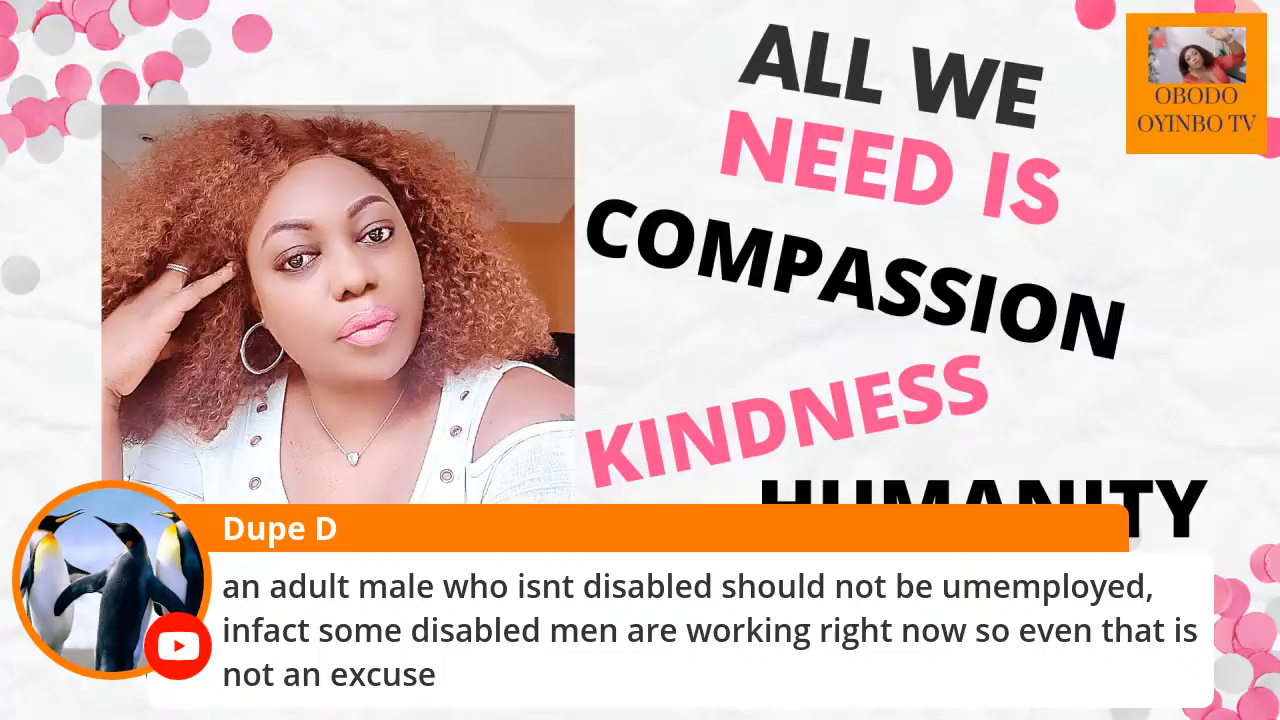 ALL WE
NEED IS
COMPASSION
KINDNESS
HUMANITY
OBODO
OYINBO TV
Dupe D
an adult male who isnt disabled should not be umemployed,
infact some disabled men are working right now so even that is
not an excuse